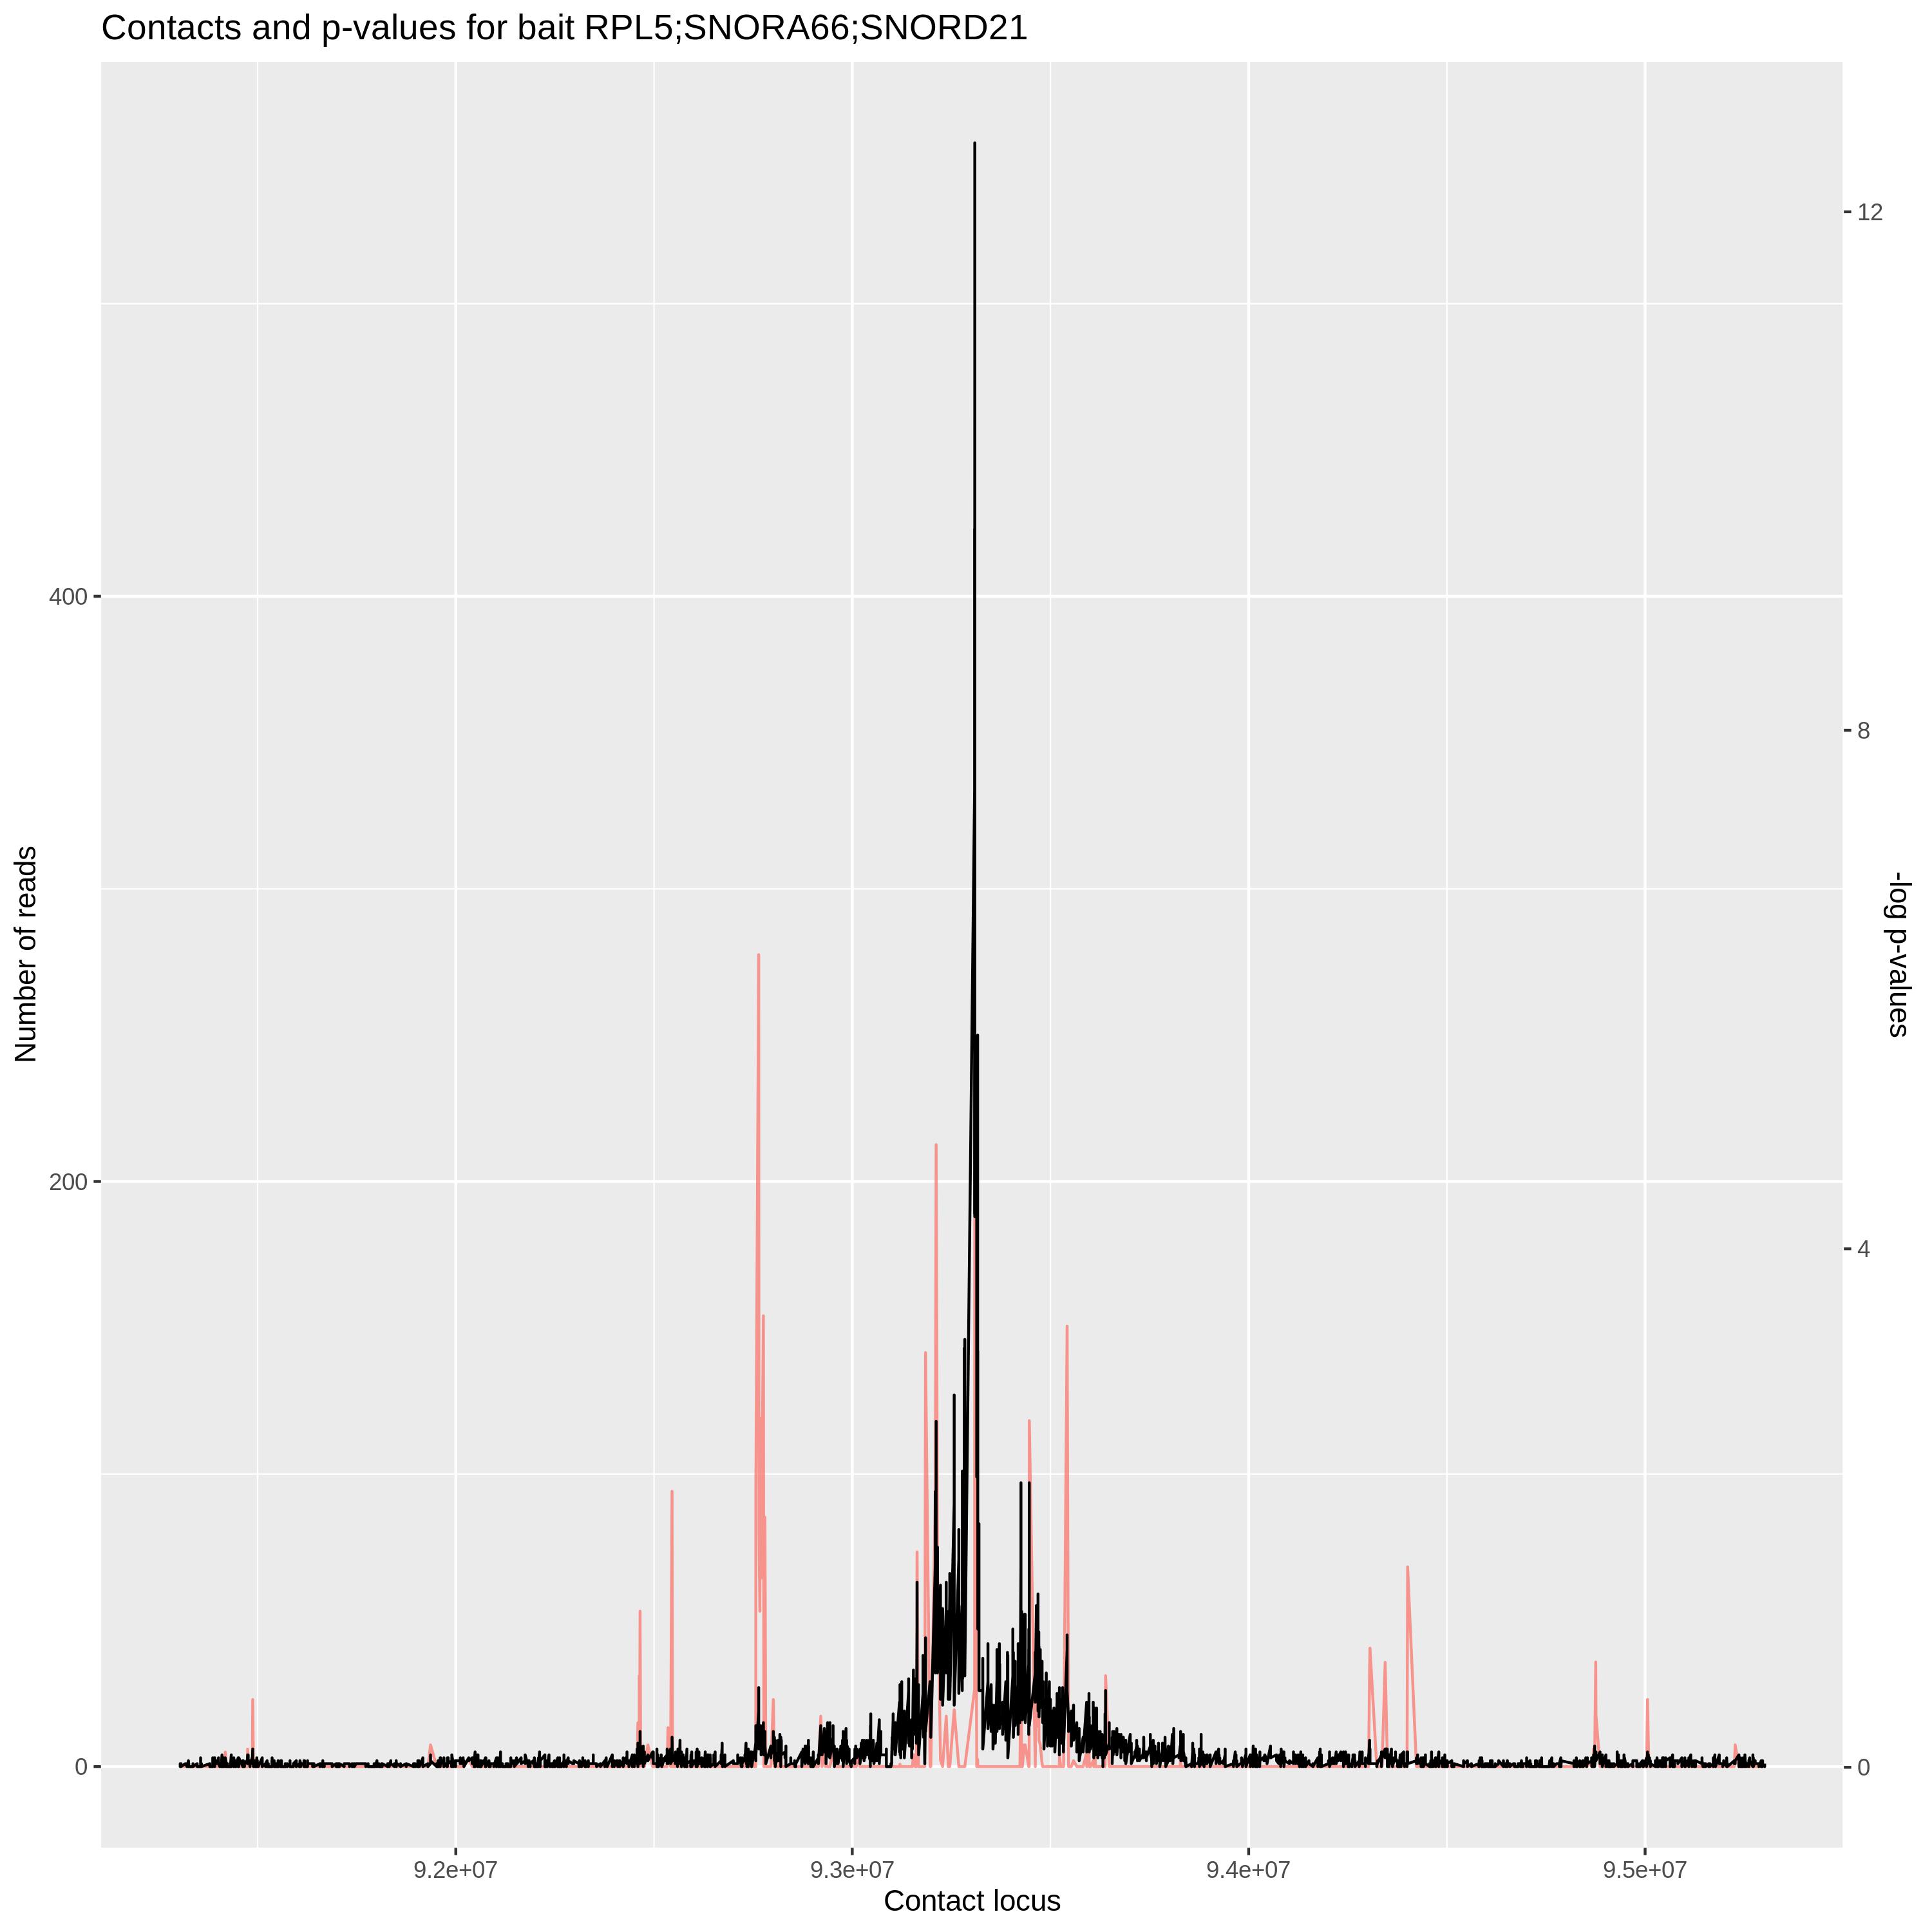 Contacts and p-values for bait RPL5;SNORA66;SNORD21
12
400
8
Number of reads
-log p-values
200
4
0
0
9.2e+07
9.3e+07
9.4e+07
9.5e+07
Contact locus